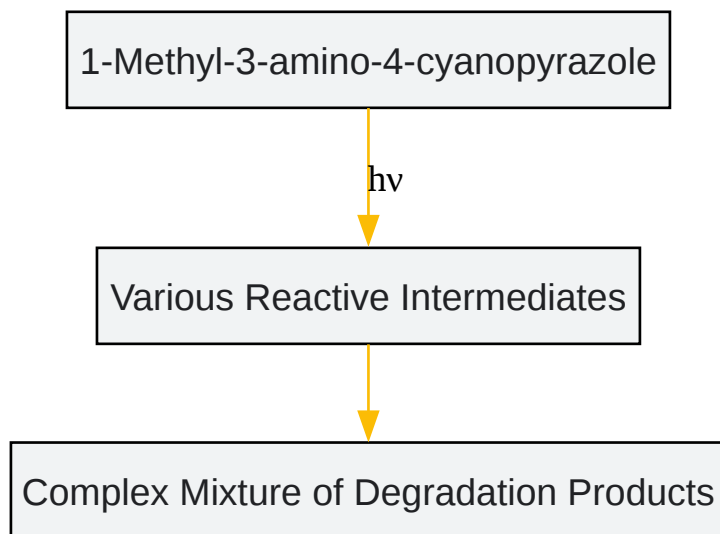 1-Methyl-3-amino-4-cyanopyrazole
hν
Various Reactive Intermediates
Complex Mixture of Degradation Products